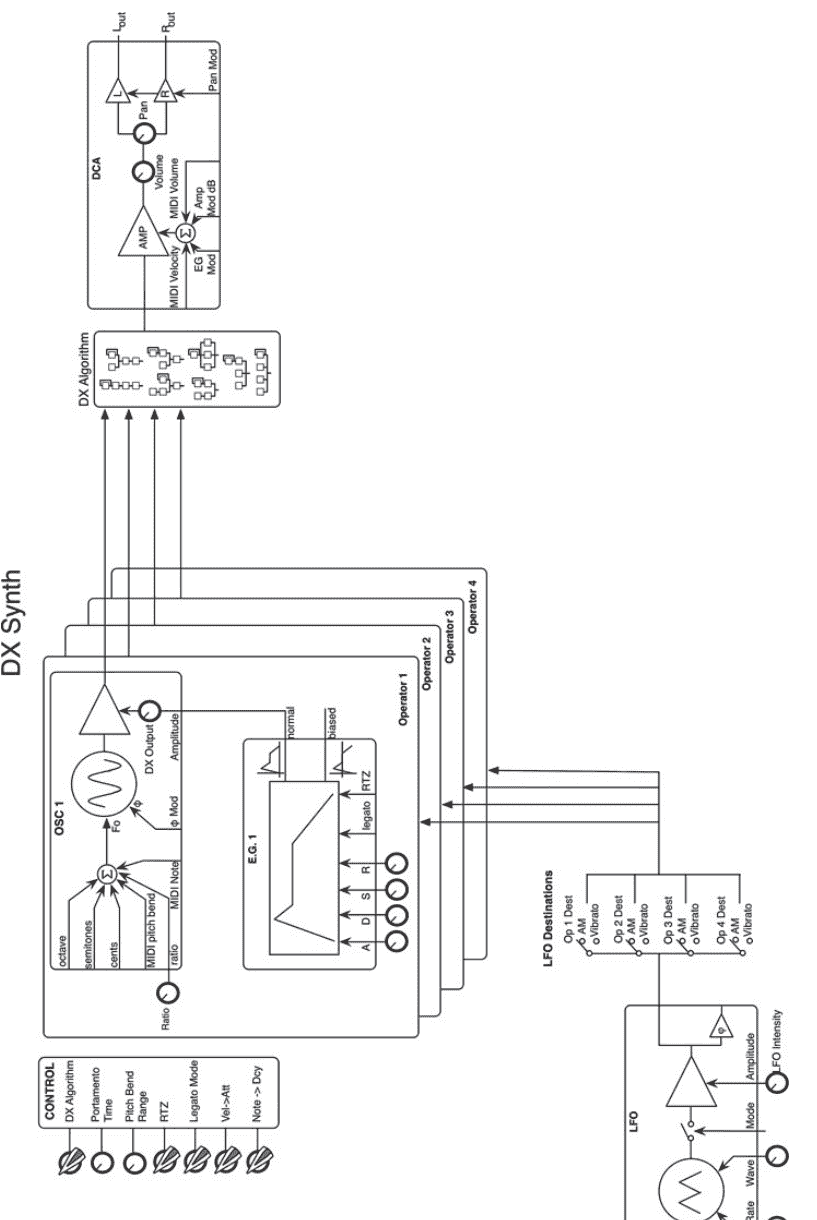 DX Synth
CONTROL
DX Algorithm
Portamento
Time
Pitch Bend
Range
RTZ
Legato Mode
Vel->Att
Note -> Dcy
Ratio
OSC 1
octave
semitones
cents
MIDI pitch bend
ratio
MIDI Note
Σ
Fo
Φ
Φ Mod
DX Output
Amplitude
E.G. 1
A
D
S
R
legato
RTZ
normal
biased
Operator 1
Operator 2
Operator 3
Operator 4
DX Algorithm
DCA
AMP
Σ
MIDI Velocity
EG
Mod
Amp
Mod dB
MIDI Volume
Volume
Pan
L
R
Pan Mod
Lout
Rout
LFO
Rate
Wave
Mode
Amplitude
LFO Intensity
φ
LFO Destinations
Op 1 Dest
AM
Vibrato
Op 2 Dest
AM
Vibrato
Op 3 Dest
AM
Vibrato
Op 4 Dest
AM
Vibrato